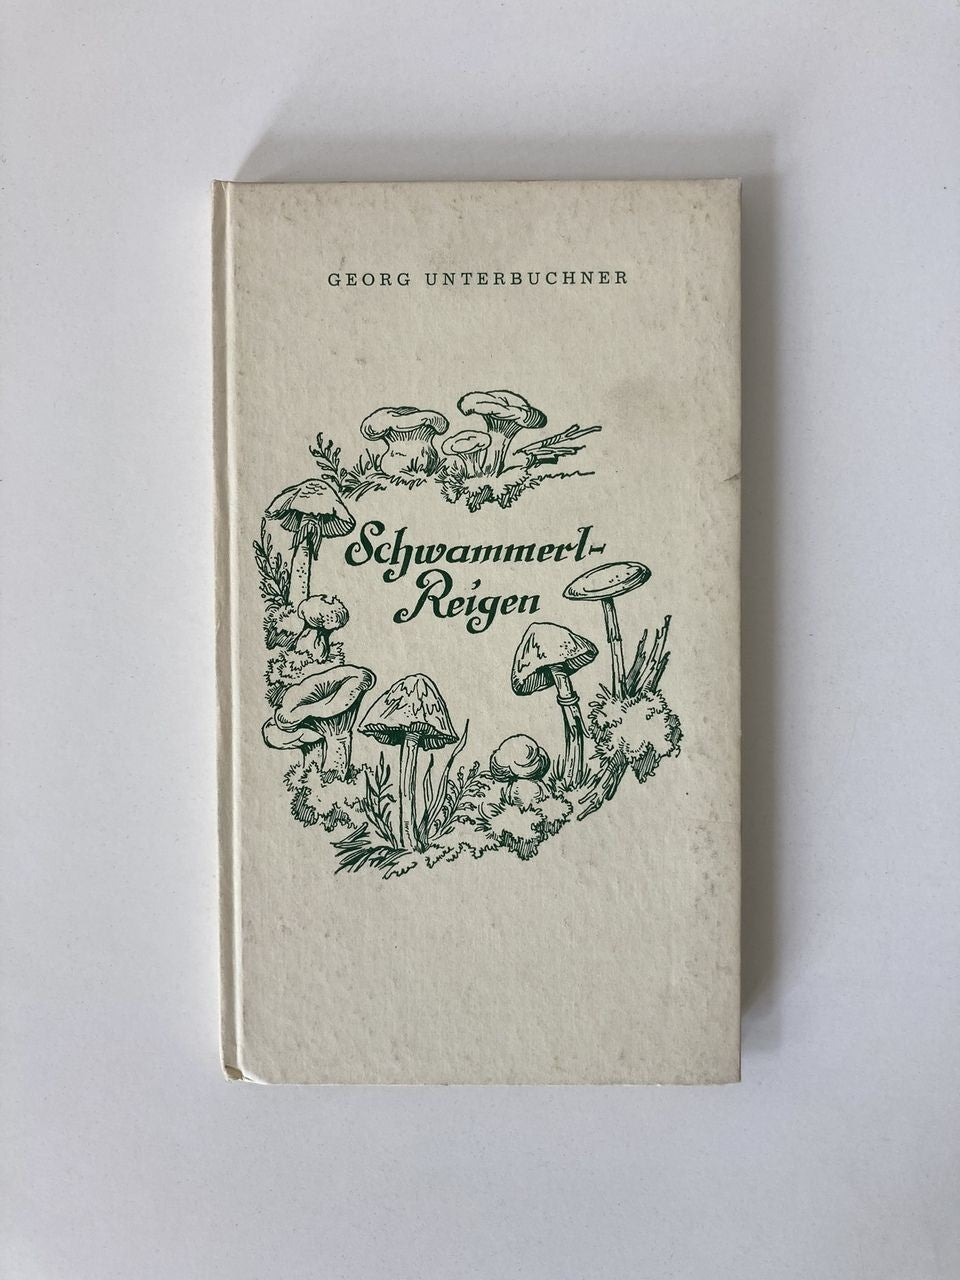 GEORG UNTERBUCHNER
Schwammerl-
Reigen